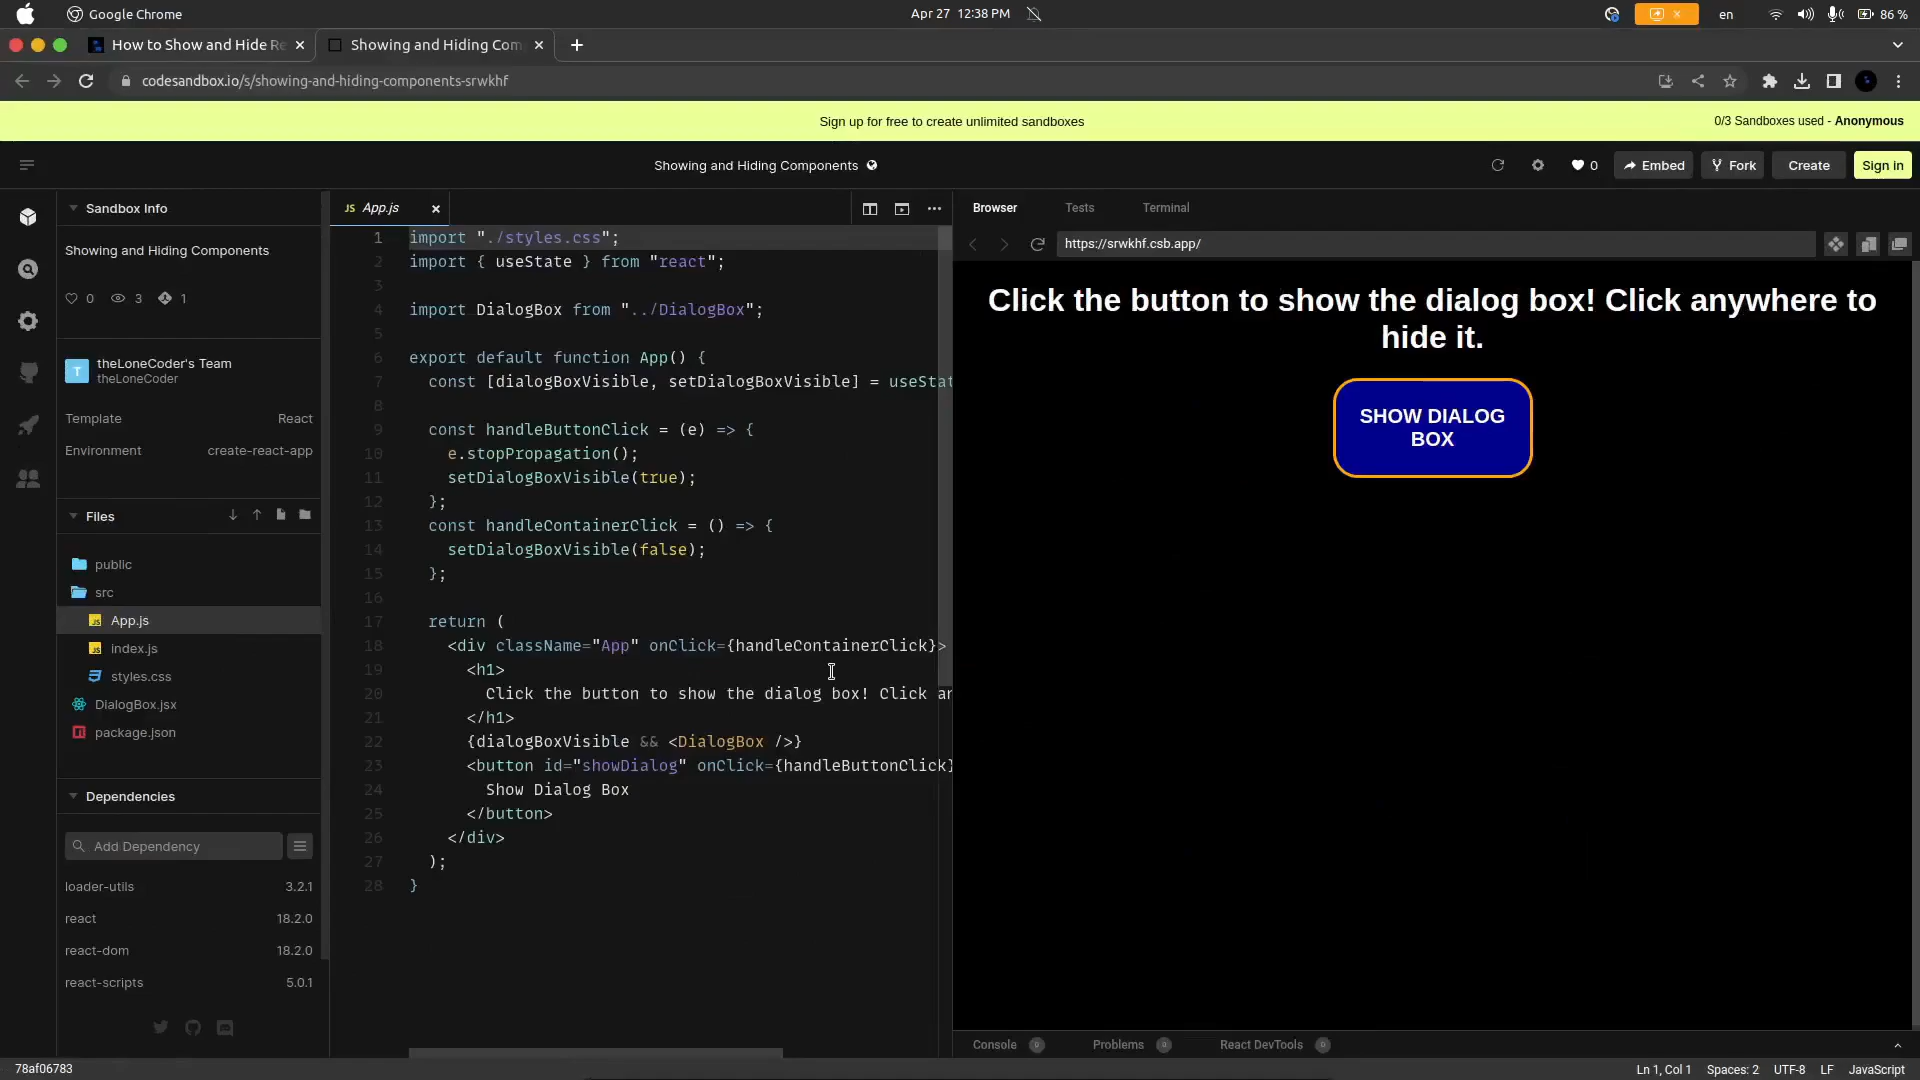 Google Chrome
Apr 27 12:38 PM
en
86 %
How to Show and Hide Re
Showing and Hiding Com
codesandbox.io/s/showing-and-hiding-components-srwkhf
Sign up for free to create unlimited sandboxes
0/3 Sandboxes used - Anonymous
Showing and Hiding Components
0
Embed
Fork
Create
Sign in
Sandbox Info
Showing and Hiding Components
0
3
1
T
theLoneCoder's Team
theLoneCoder
Template
React
Environment
create-react-app
Files
public
src
JS App.js
JS index.js
styles.css
DialogBox.jsx
package.json
Dependencies
Add Dependency
loader-utils
3.2.1
react
18.2.0
react-dom
18.2.0
react-scripts
5.0.1
JS App.js
1 import "./styles.css";
2 import { useState } from "react";
3
4 import DialogBox from "../DialogBox";
5
6 export default function App() {
7 const [dialogBoxVisible, setDialogBoxVisible] = useStat
8
9 const handleButtonClick = (e) => {
10 e.stopPropagation();
11 setDialogBoxVisible(true);
12 };
13 const handleContainerClick = () => {
14 setDialogBoxVisible(false);
15 };
16
17 return (
18 <div className="App" onClick={handleContainerClick}>
19 <h1>
20 Click the button to show the dialog box! Click an
21 </h1>
22 {dialogBoxVisible && <DialogBox />}
23 <button id="showDialog" onClick={handleButtonClick}
24 Show Dialog Box
25 </button>
26 </div>
27 );
28 }
Browser
Tests
Terminal
https://srwkhf.csb.app/
Click the button to show the dialog box! Click anywhere to
hide it.
SHOW DIALOG
BOX
Console 0
Problems 0
React DevTools 0
78af06783
Ln 1, Col 1
Spaces: 2
UTF-8
LF
JavaScript